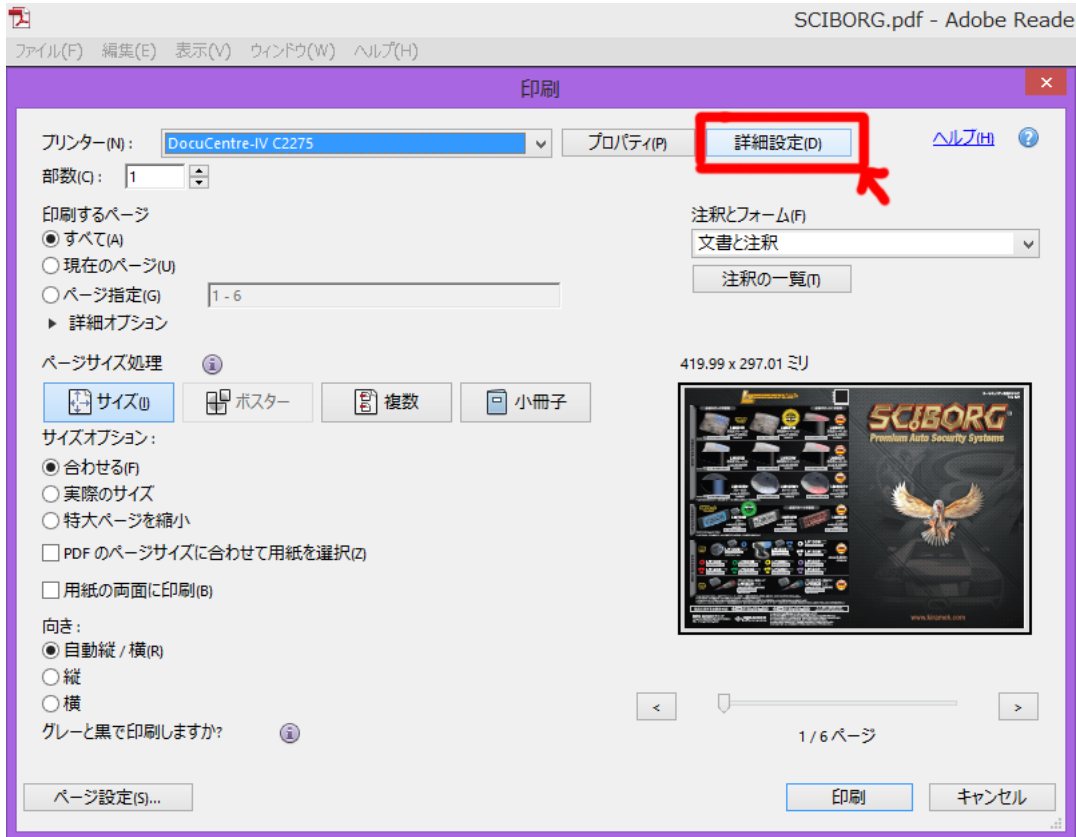 SCIBORG.pdf - Adobe Reade
ファイル(F) 編集(E) 表示(V) ウィンドウ(W) ヘルプ(H)
印刷
プリンター(N): DocuCentre-IV C2275 プロパティ(P) 詳細設定(D) ヘルプ(H)
部数(C): 1
印刷するページ
すべて(A)
現在のページ(U)
ページ指定(G) 1 - 6
詳細オプション
注釈とフォーム(F)
文書と注釈
注釈の一覧(T)
ページサイズ処理
サイズ(I) ポスター 複数 小冊子
サイズオプション:
合わせる(F)
実際のサイズ
特大ページを縮小
PDF のページサイズに合わせて用紙を選択(Z)
用紙の両面に印刷(B)
向き:
自動縦 / 横(R)
縦
横
グレーと黒で印刷しますか?
419.99 x 297.01 ミリ
SCIBORG
Premium Auto Security Systems
www.kiramek.com
< >
1 / 6 ページ
ページ設定(S)... 印刷 キャンセル